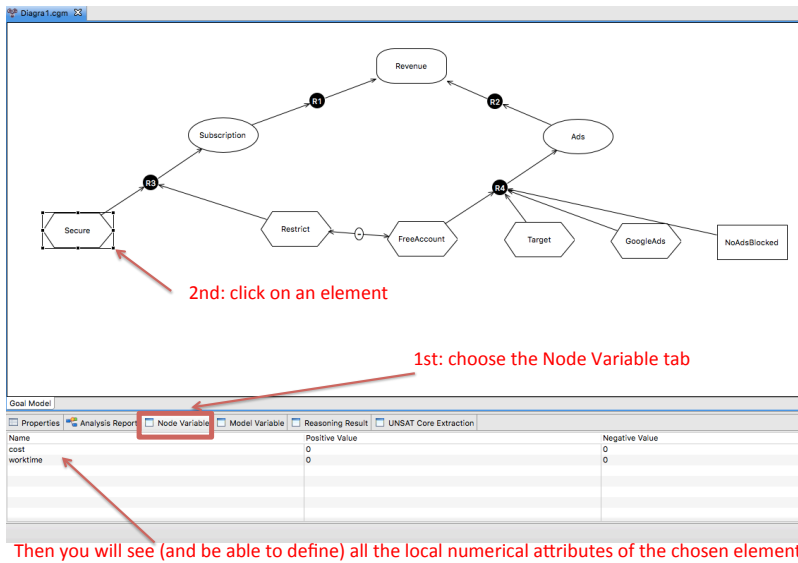 Diagra1.cgm
Revenue
R1
R2
Subscription
Ads
R3
R4
Secure
Restrict
-
FreeAccount
Target
GoogleAds
NoAdsBlocked
2nd: click on an element
1st: choose the Node Variable tab
Goal Model
Properties Analysis Report Node Variable Model Variable Reasoning Result UNSAT Core Extraction
Name Positive Value Negative Value
cost 0 0
worktime 0 0
Then you will see (and be able to define) all the local numerical attributes of the chosen element